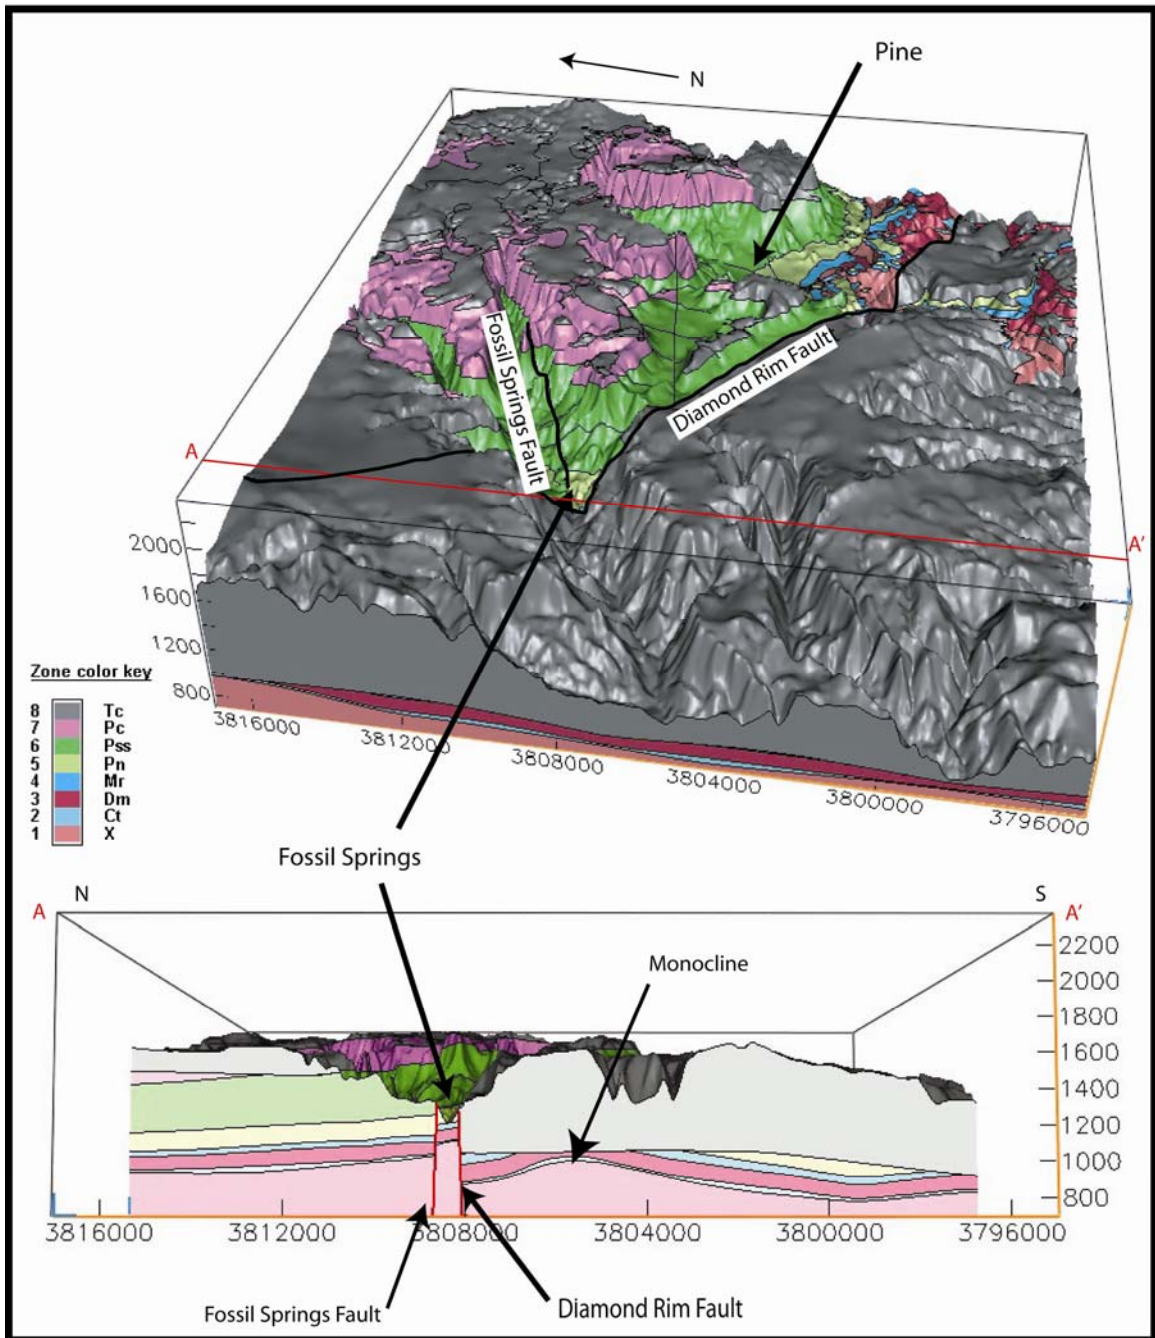 Pine
N
Fossil Springs Fault
Diamond Rim Fault
A
A'
2000
1600
1200
800
3816000
3812000
3808000
3804000
3800000
3796000
Zone color key
8 Tc
7 Pc
6 Pss
5 Pn
4 Mr
3 Dm
2 Ct
1 X
Fossil Springs
A N
S A'
Monocline
2200
2000
1800
1600
1400
1200
1000
800
3816000 3812000 3808000 3804000 3800000 3796000
Fossil Springs Fault
Diamond Rim Fault